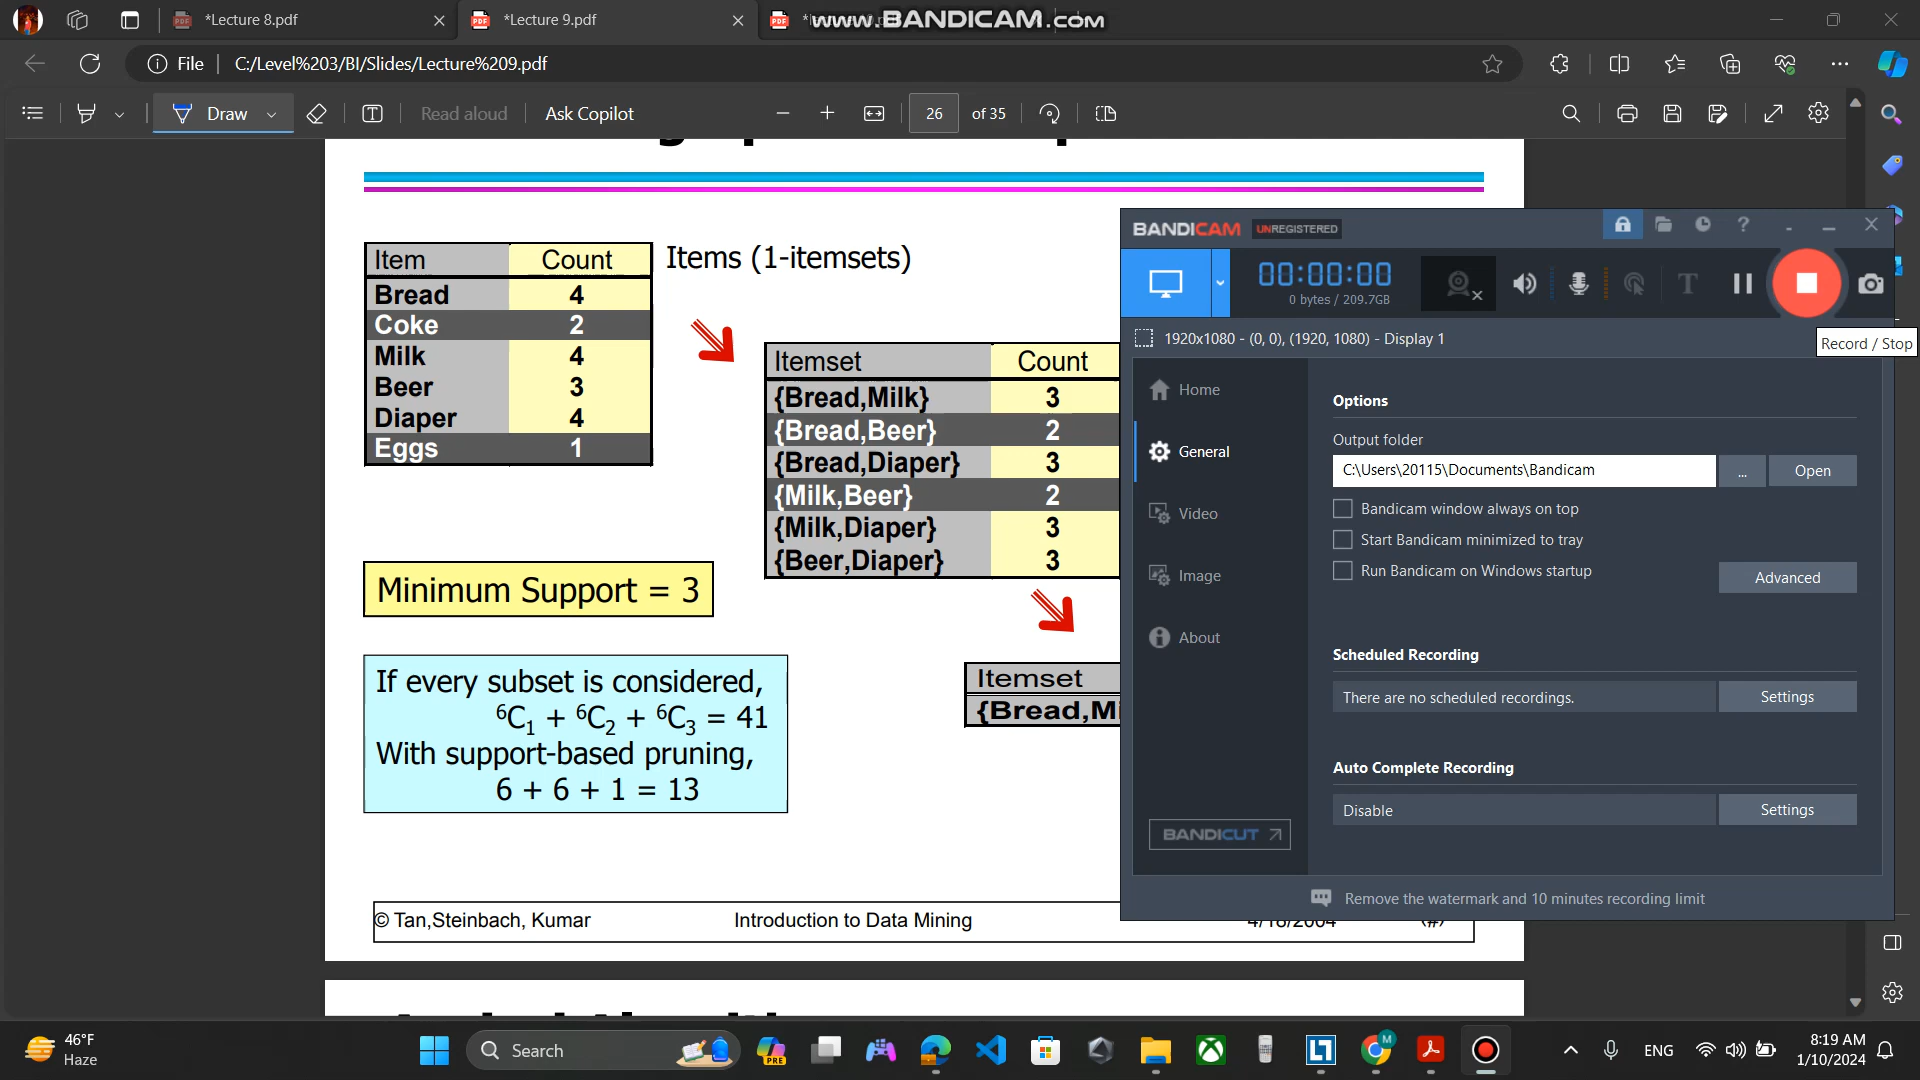 *Lecture 8.pdf
*Lecture 9.pdf
www.BANDICAM.com
File
C:/Level%203/BI/Slides/Lecture%209.pdf
Draw
Read aloud
Ask Copilot
26
of 35
Item Count
Bread 4
Coke 2
Milk 4
Beer 3
Diaper 4
Eggs 1
Items (1-itemsets)
Itemset Count
{Bread,Milk} 3
{Bread,Beer} 2
{Bread,Diaper} 3
{Milk,Beer} 2
{Milk,Diaper} 3
{Beer,Diaper} 3
Minimum Support = 3
If every subset is considered,
⁶C₁ + ⁶C₂ + ⁶C₃ = 41
With support-based pruning,
6 + 6 + 1 = 13
Itemset
{Bread,Mi
© Tan,Steinbach, Kumar
Introduction to Data Mining
4/18/2004
BANDICAM UNREGISTERED
00:00:00
0 bytes / 209.7GB
Record / Stop
1920x1080 - (0, 0), (1920, 1080) - Display 1
Home
General
Video
Image
About
BANDICUT
Options
Output folder
C:\Users\20115\Documents\Bandicam
...
Open
Bandicam window always on top
Start Bandicam minimized to tray
Run Bandicam on Windows startup
Advanced
Scheduled Recording
There are no scheduled recordings.
Settings
Auto Complete Recording
Disable
Settings
Remove the watermark and 10 minutes recording limit
46°F
Haze
Search
PRE
ENG
8:19 AM
1/10/2024